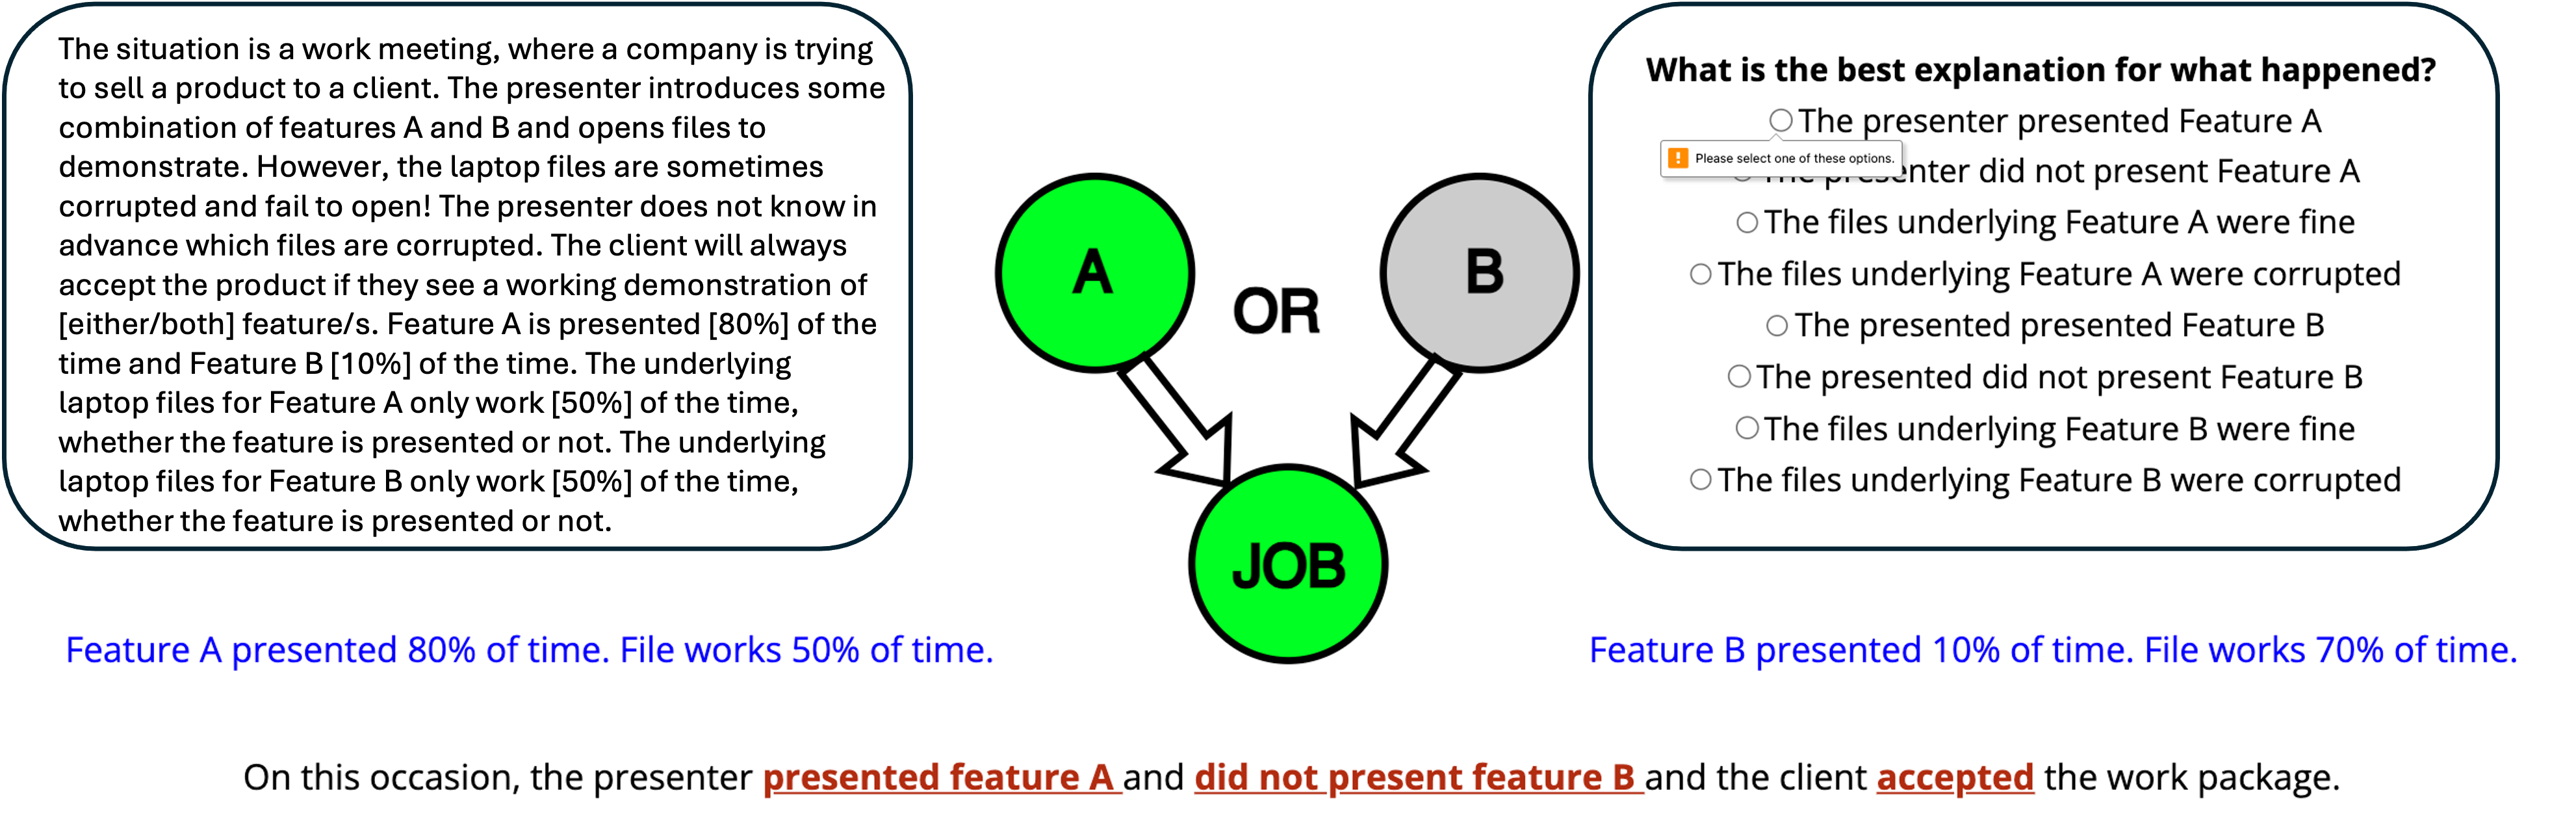 The situation is a work meeting, where a company is trying
to sell a product to a client. The presenter introduces some
combination of features A and B and opens files to
demonstrate. However, the laptop files are sometimes
corrupted and fail to open! The presenter does not know in
advance which files are corrupted. The client will always
accept the product if they see a working demonstration of
[either/both] feature/s. Feature A is presented [80%] of the
time and Feature B [10%] of the time. The underlying
laptop files for Feature A only work [50%] of the time,
whether the feature is presented or not. The underlying
laptop files for Feature B only work [50%] of the time,
whether the feature is presented or not.
A
OR
B
JOB
What is the best explanation for what happened?
The presenter presented Feature A
Please select one of these options.
did not present Feature A
The files underlying Feature A were fine
The files underlying Feature A were corrupted
The presented presented Feature B
The presented did not present Feature B
The files underlying Feature B were fine
The files underlying Feature B were corrupted
Feature A presented 80% of time. File works 50% of time.
Feature B presented 10% of time. File works 70% of time.
On this occasion, the presenter presented feature A and did not present feature B and the client accepted the work package.